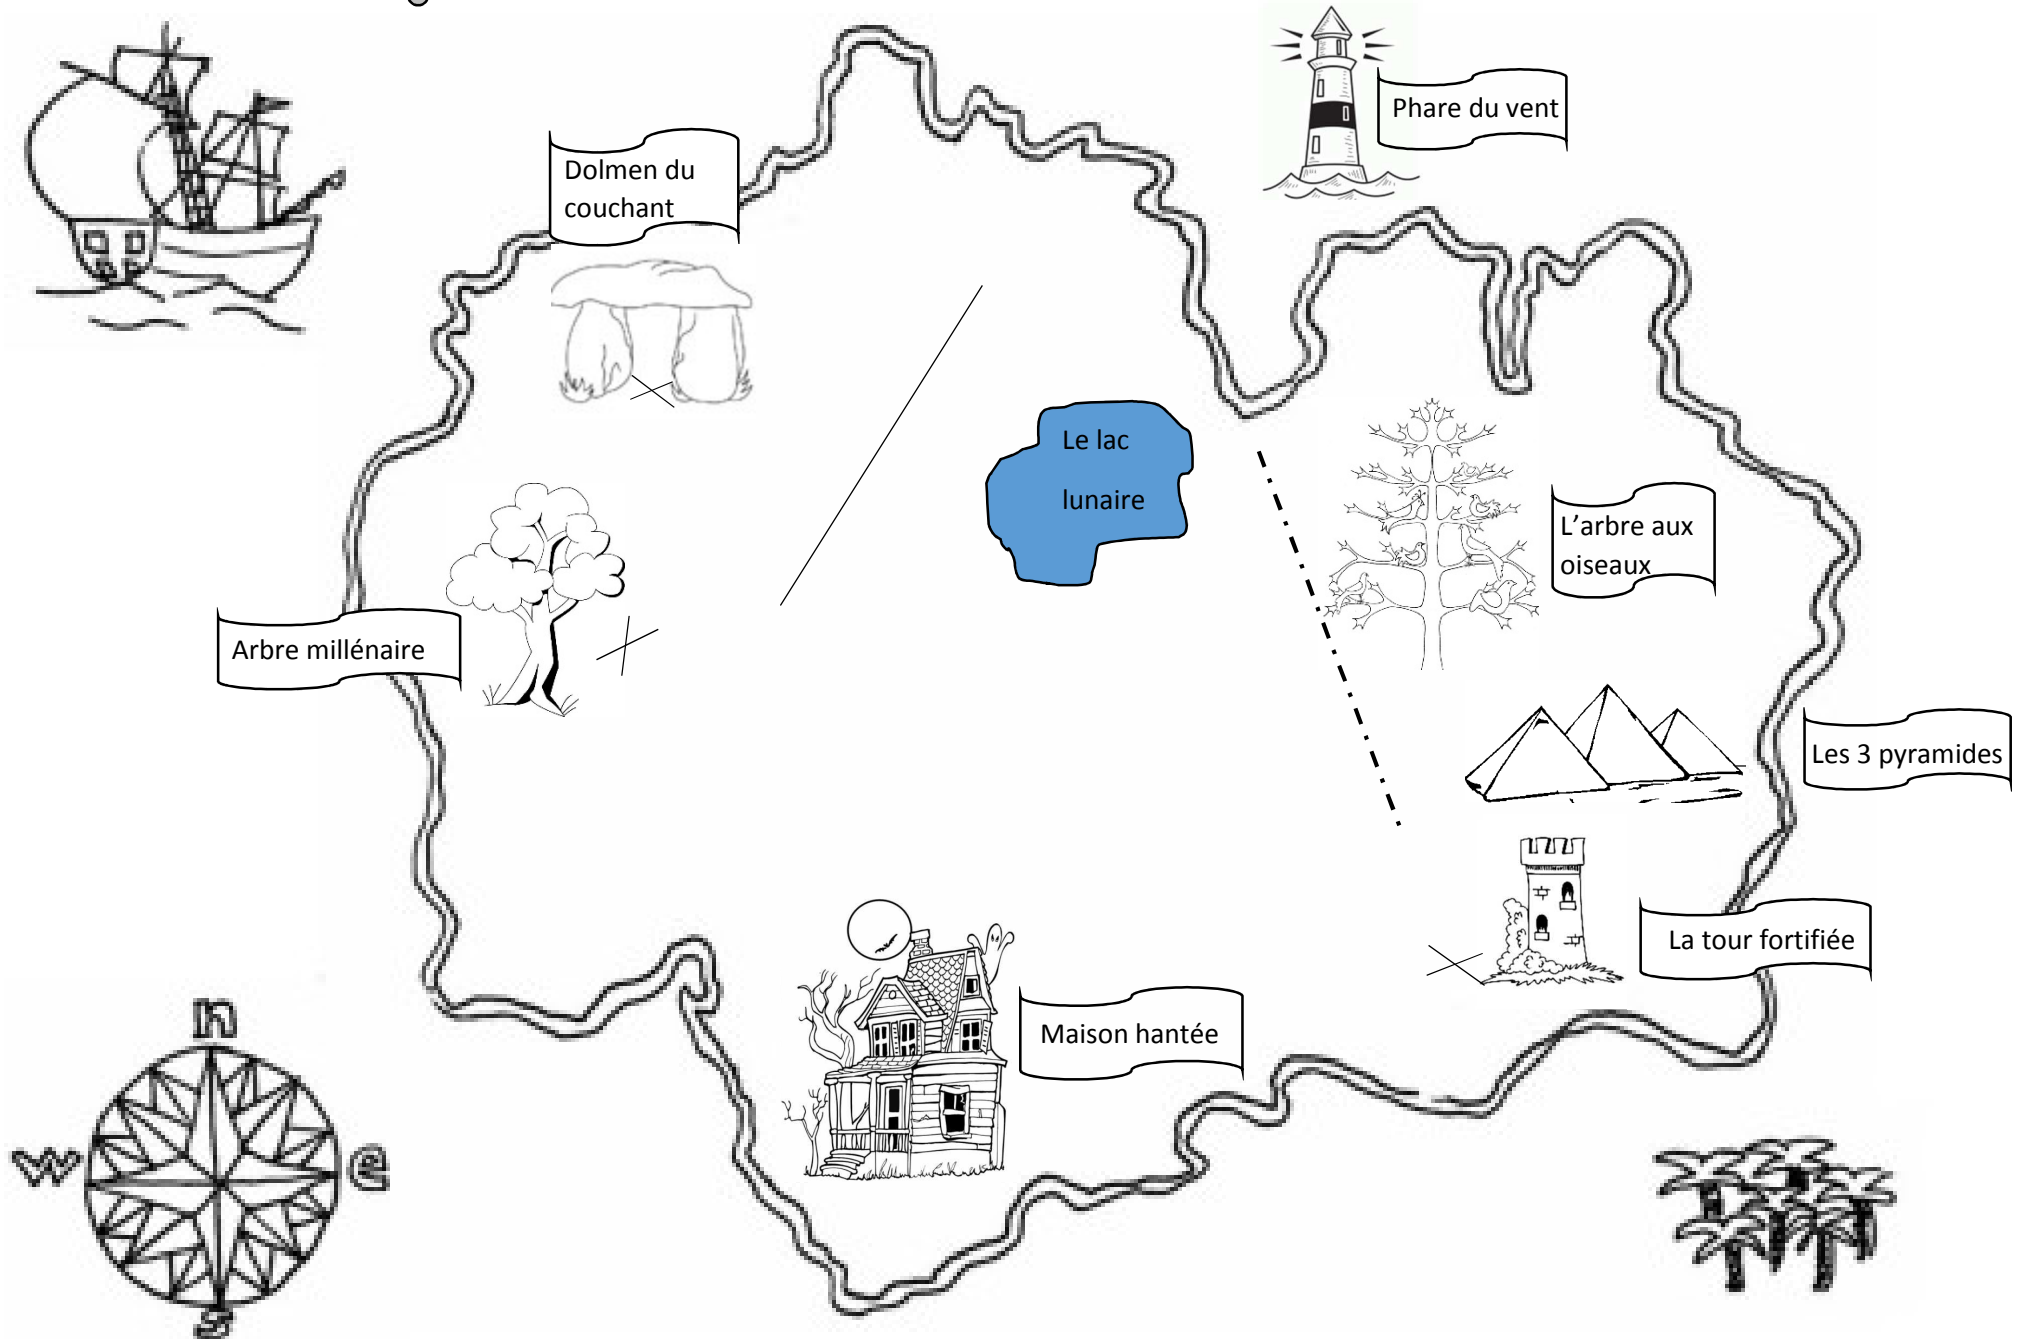 Phare du vent
Dolmen du
couchant
Le lac
lunaire
L’arbre aux
oiseaux
Arbre millénaire
Les 3 pyramides
La tour fortifiée
Maison hantée
n
w
e
s